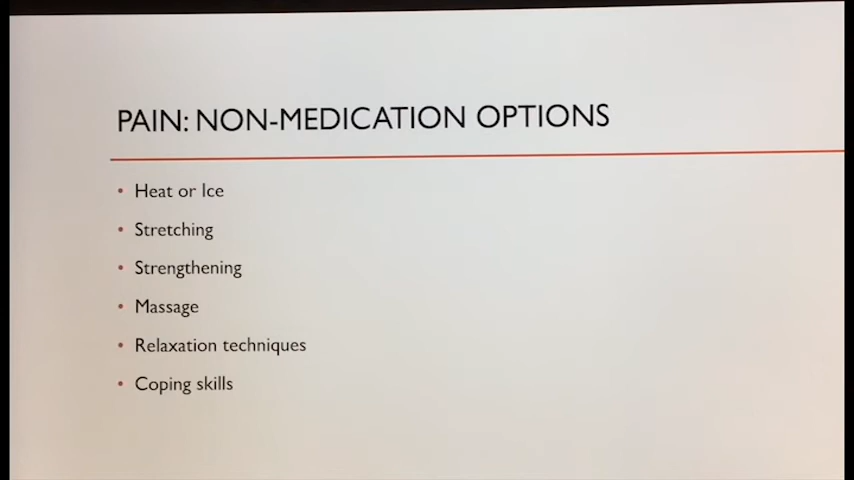 PAIN: NON-MEDICATION OPTIONS
• Heat or Ice
• Stretching
• Strengthening
• Massage
• Relaxation techniques
• Coping skills